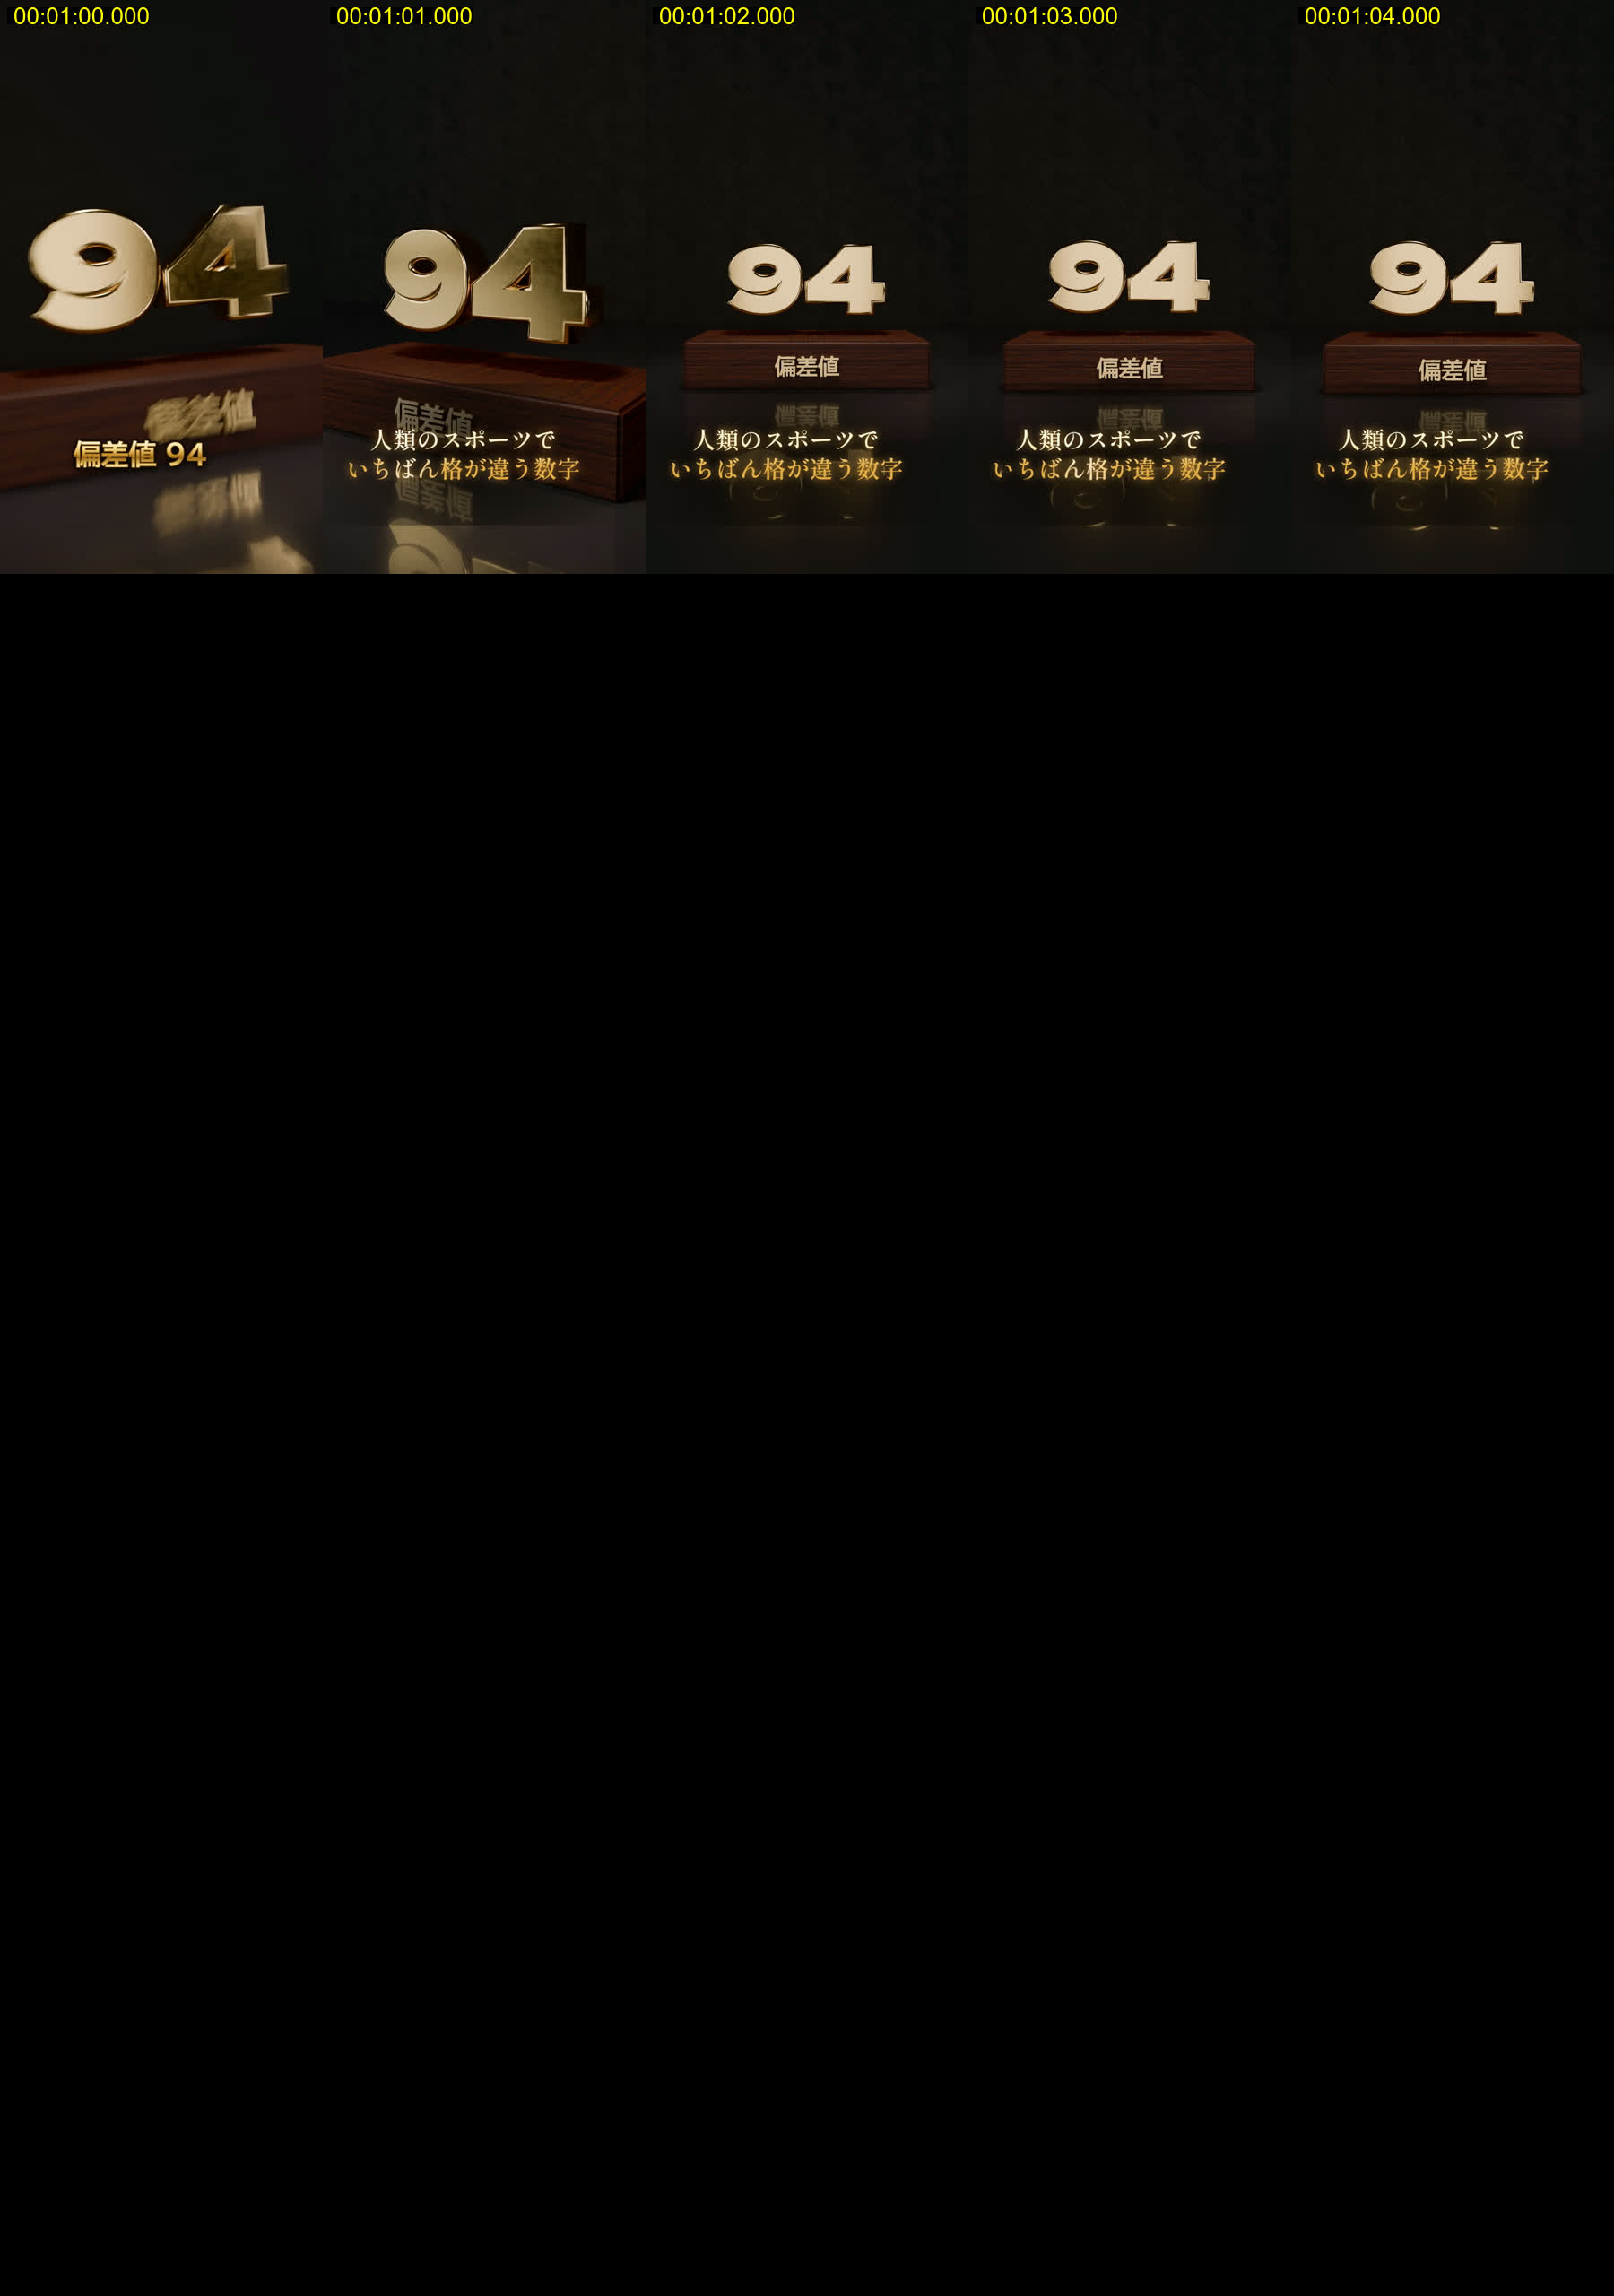 00:01:00.000
94
偏差値
偏差値 94
00:01:01.000
94
偏差値
人類のスポーツで
いちばん格が違う数字
00:01:02.000
94
偏差値
人類のスポーツで
いちばん格が違う数字
00:01:03.000
94
偏差値
人類のスポーツで
いちばん格が違う数字
00:01:04.000
94
偏差値
人類のスポーツで
いちばん格が違う数字